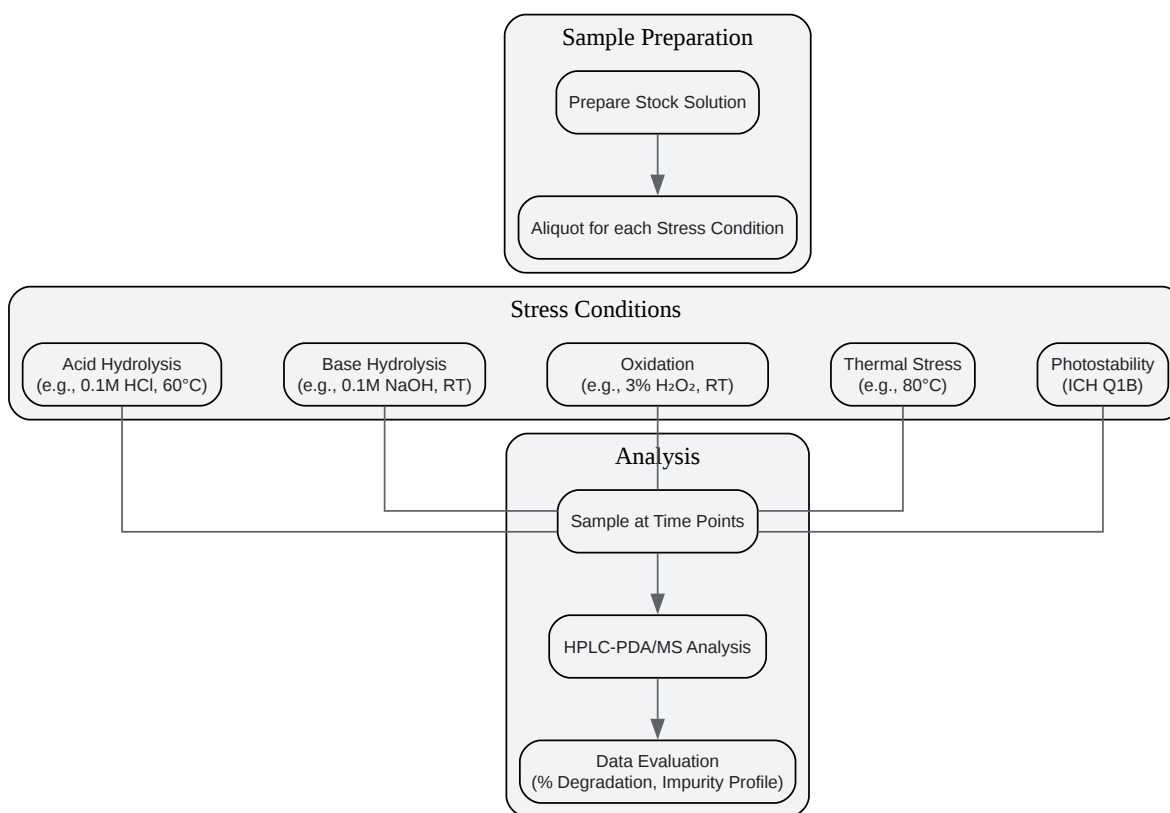 Sample Preparation
Prepare Stock Solution
Aliquot for each Stress Condition
Stress Conditions
Acid Hydrolysis
(e.g., 0.1M HCl, 60°C)
Base Hydrolysis
(e.g., 0.1M NaOH, RT)
Oxidation
(e.g., 3% H₂O₂, RT)
Thermal Stress
(e.g., 80°C)
Photostability
(ICH Q1B)
Analysis
Sample at Time Points
HPLC-PDA/MS Analysis
Data Evaluation
(% Degradation, Impurity Profile)